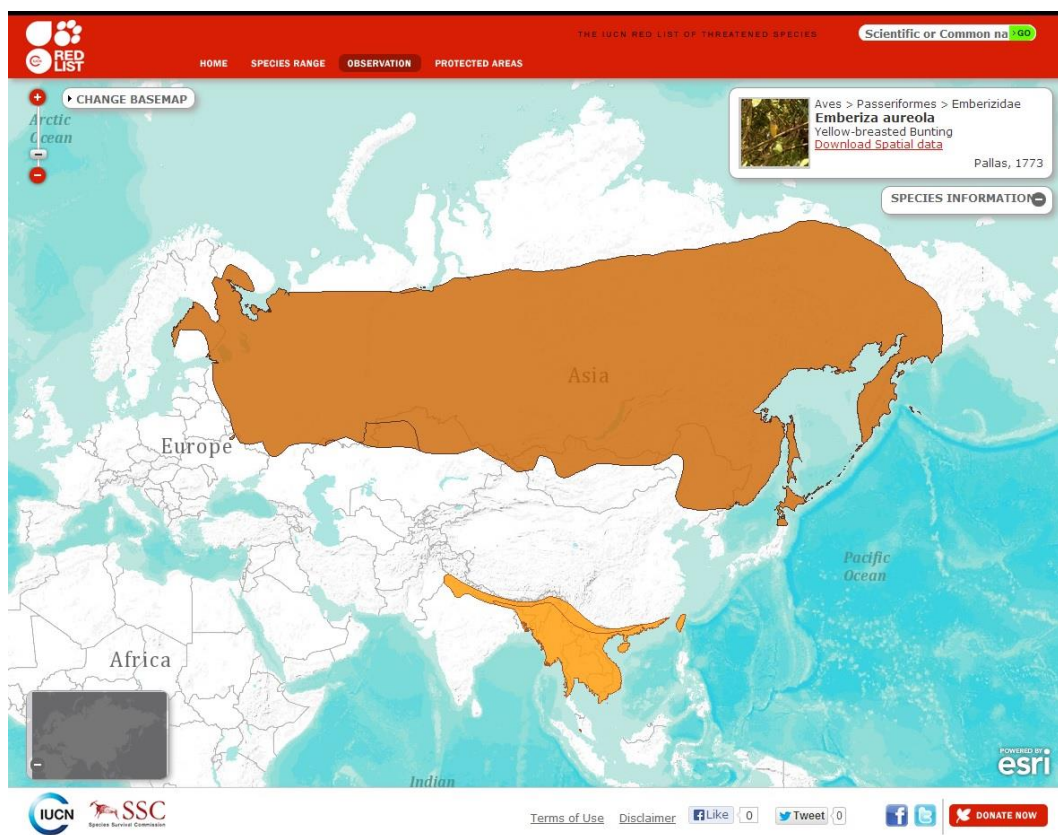 RED
LIST
THE IUCN RED LIST OF THREATENED SPECIES
Scientific or Common na
›GO
HOME
SPECIES RANGE
OBSERVATION
PROTECTED AREAS
CHANGE BASEMAP
Arctic
Ocean
Aves > Passeriformes > Emberizidae
Emberiza aureola
Yellow-breasted Bunting
Download Spatial data
Pallas, 1773
SPECIES INFORMATION
Asia
Europe
Pacific
Ocean
Africa
Indian
POWERED BY
esri
IUCN
SSC
Species Survival Commission
Terms of Use
Disclaimer
Like
0
Tweet
0
DONATE NOW